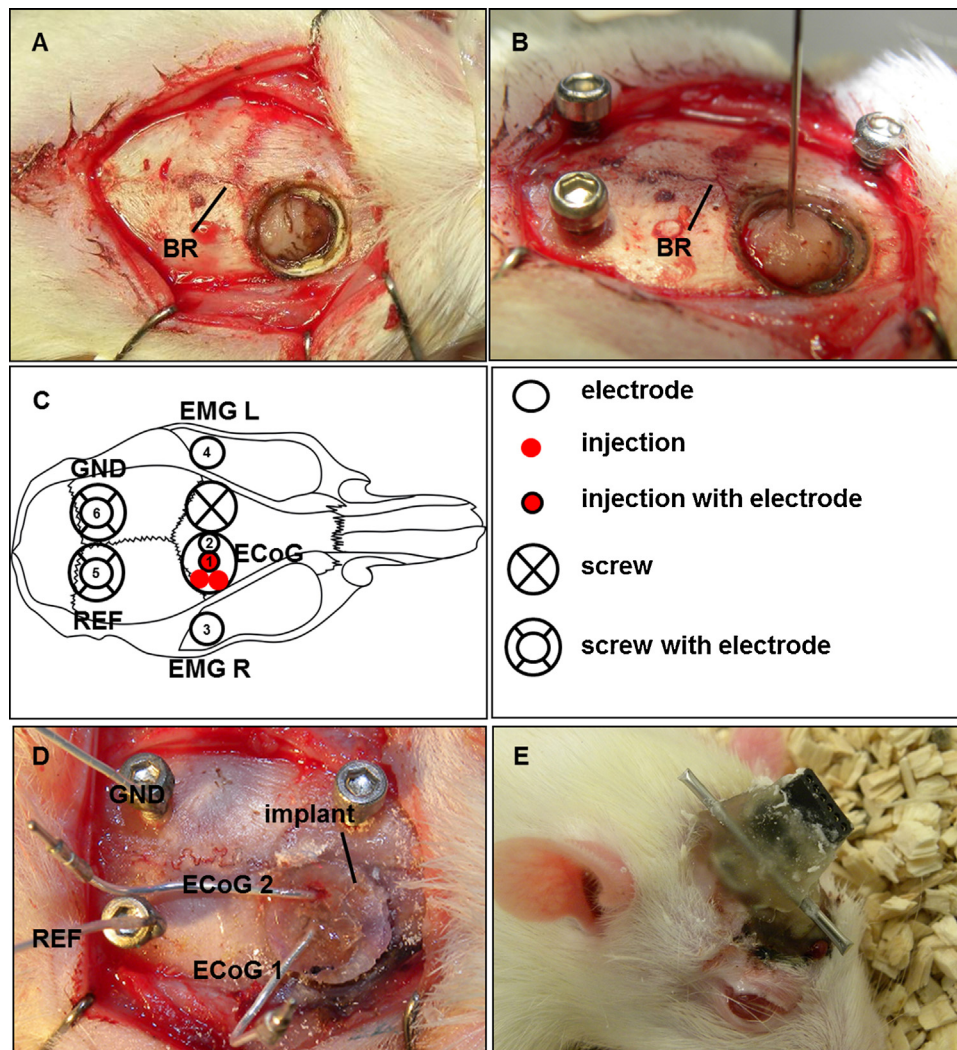 A
BR
B
BR
C
EMG L
4
GND
6
2
ECoG
1
5
REF
3
EMG R
electrode
injection
injection with electrode
screw
screw with electrode
D
GND
implant
ECoG 2
REF
ECoG 1
E